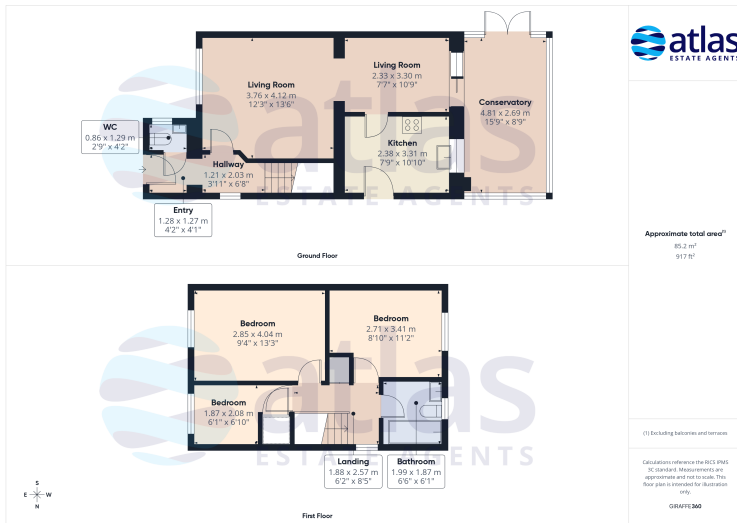 atlas
ESTATE AGENTS
Living Room
3.76 x 4.12 m
12'3" x 13'6"
Living Room
2.33 x 3.30 m
7'7" x 10'9"
Conservatory
4.81 x 2.69 m
15'9" x 8'9"
WC
0.86 x 1.29 m
2'9" x 4'2"
Kitchen
2.38 x 3.31 m
7'9" x 10'10"
Hallway
1.21 x 2.03 m
3'11" x 6'8"
Entry
1.28 x 1.27 m
4'2" x 4'1"
atlas
ESTATE AGENTS
Ground Floor
Approximate total area(1)
85.2 m²
917 ft²
Bedroom
2.85 x 4.04 m
9'4" x 13'3"
Bedroom
2.71 x 3.41 m
8'10" x 11'2"
Bedroom
1.87 x 2.08 m
6'1" x 6'10"
Landing
1.88 x 2.57 m
6'2" x 8'5"
Bathroom
1.99 x 1.87 m
6'6" x 6'1"
atlas
ESTATE AGENTS
First Floor
S
E W
N
(1) Excluding balconies and terraces
Calculations reference the RICS IPMS
3C standard. Measurements are
approximate and not to scale. This
floor plan is intended for illustration
only.
GIRAFFE360